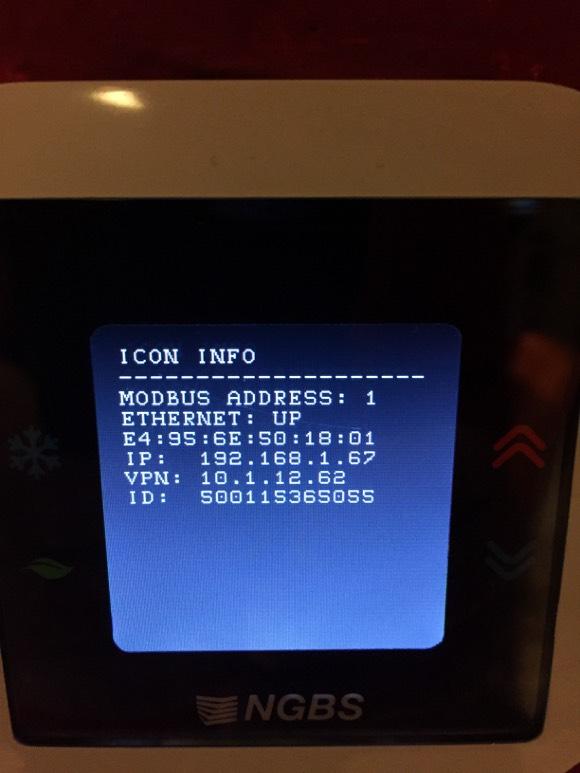 ICON INFO
--------------------
MODBUS ADDRESS: 1
ETHERNET: UP
E4:95:6E:50:18:01
IP: 192.168.1.67
VPN: 10.1.12.62
ID: 500115365055
NGBS